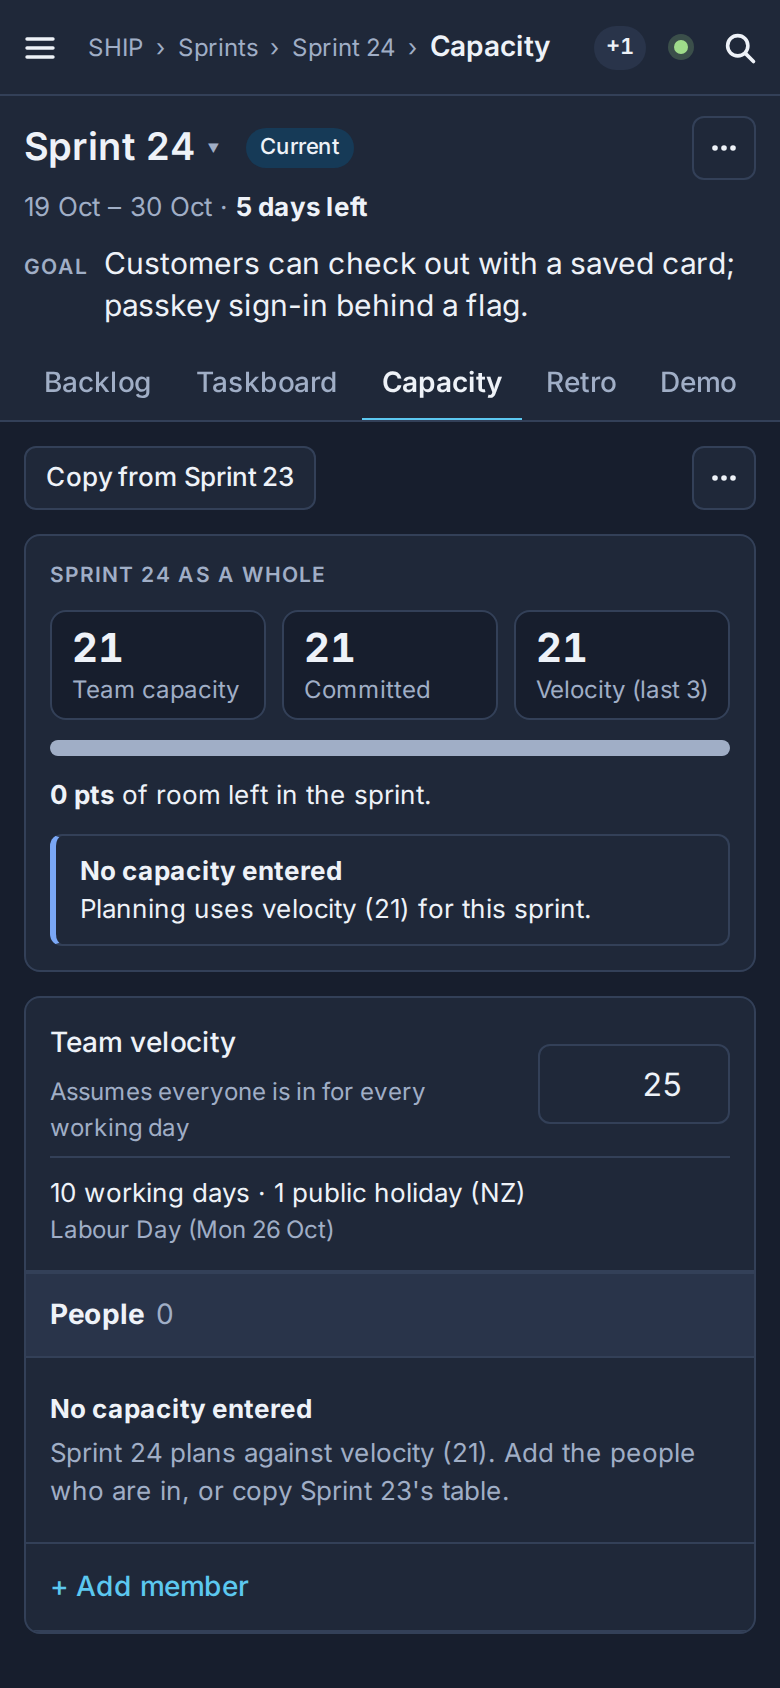 SHIP › Sprints › Sprint 24 › Capacity +1
Sprint 24 ▾ Current
19 Oct – 30 Oct · 5 days left
GOAL Customers can check out with a saved card;
passkey sign-in behind a flag.
Backlog Taskboard Capacity Retro Demo
Copy from Sprint 23
SPRINT 24 AS A WHOLE
21 21 21
Team capacity Committed Velocity (last 3)
0 pts of room left in the sprint.
No capacity entered
Planning uses velocity (21) for this sprint.
Team velocity
25
Assumes everyone is in for every
working day
10 working days · 1 public holiday (NZ)
Labour Day (Mon 26 Oct)
People 0
No capacity entered
Sprint 24 plans against velocity (21). Add the people
who are in, or copy Sprint 23's table.
+ Add member